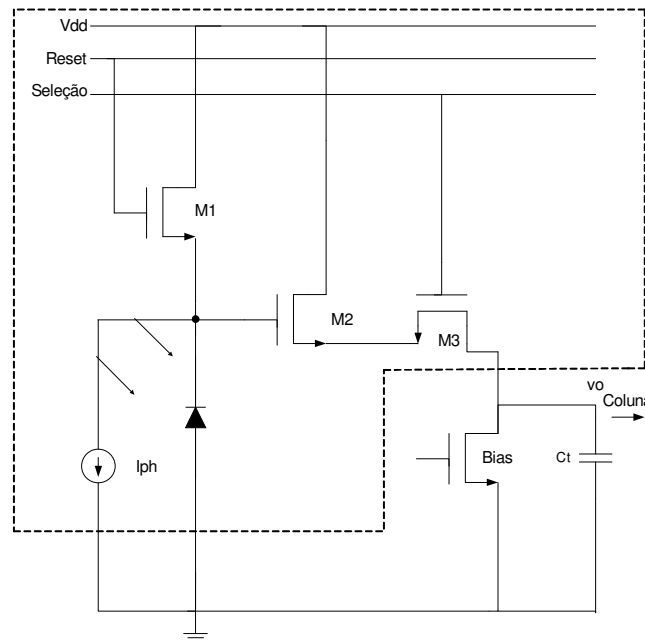 Vdd
Reset
Seleção
M1
M2
M3
vo
Coluna
Bias
Ct
Iph